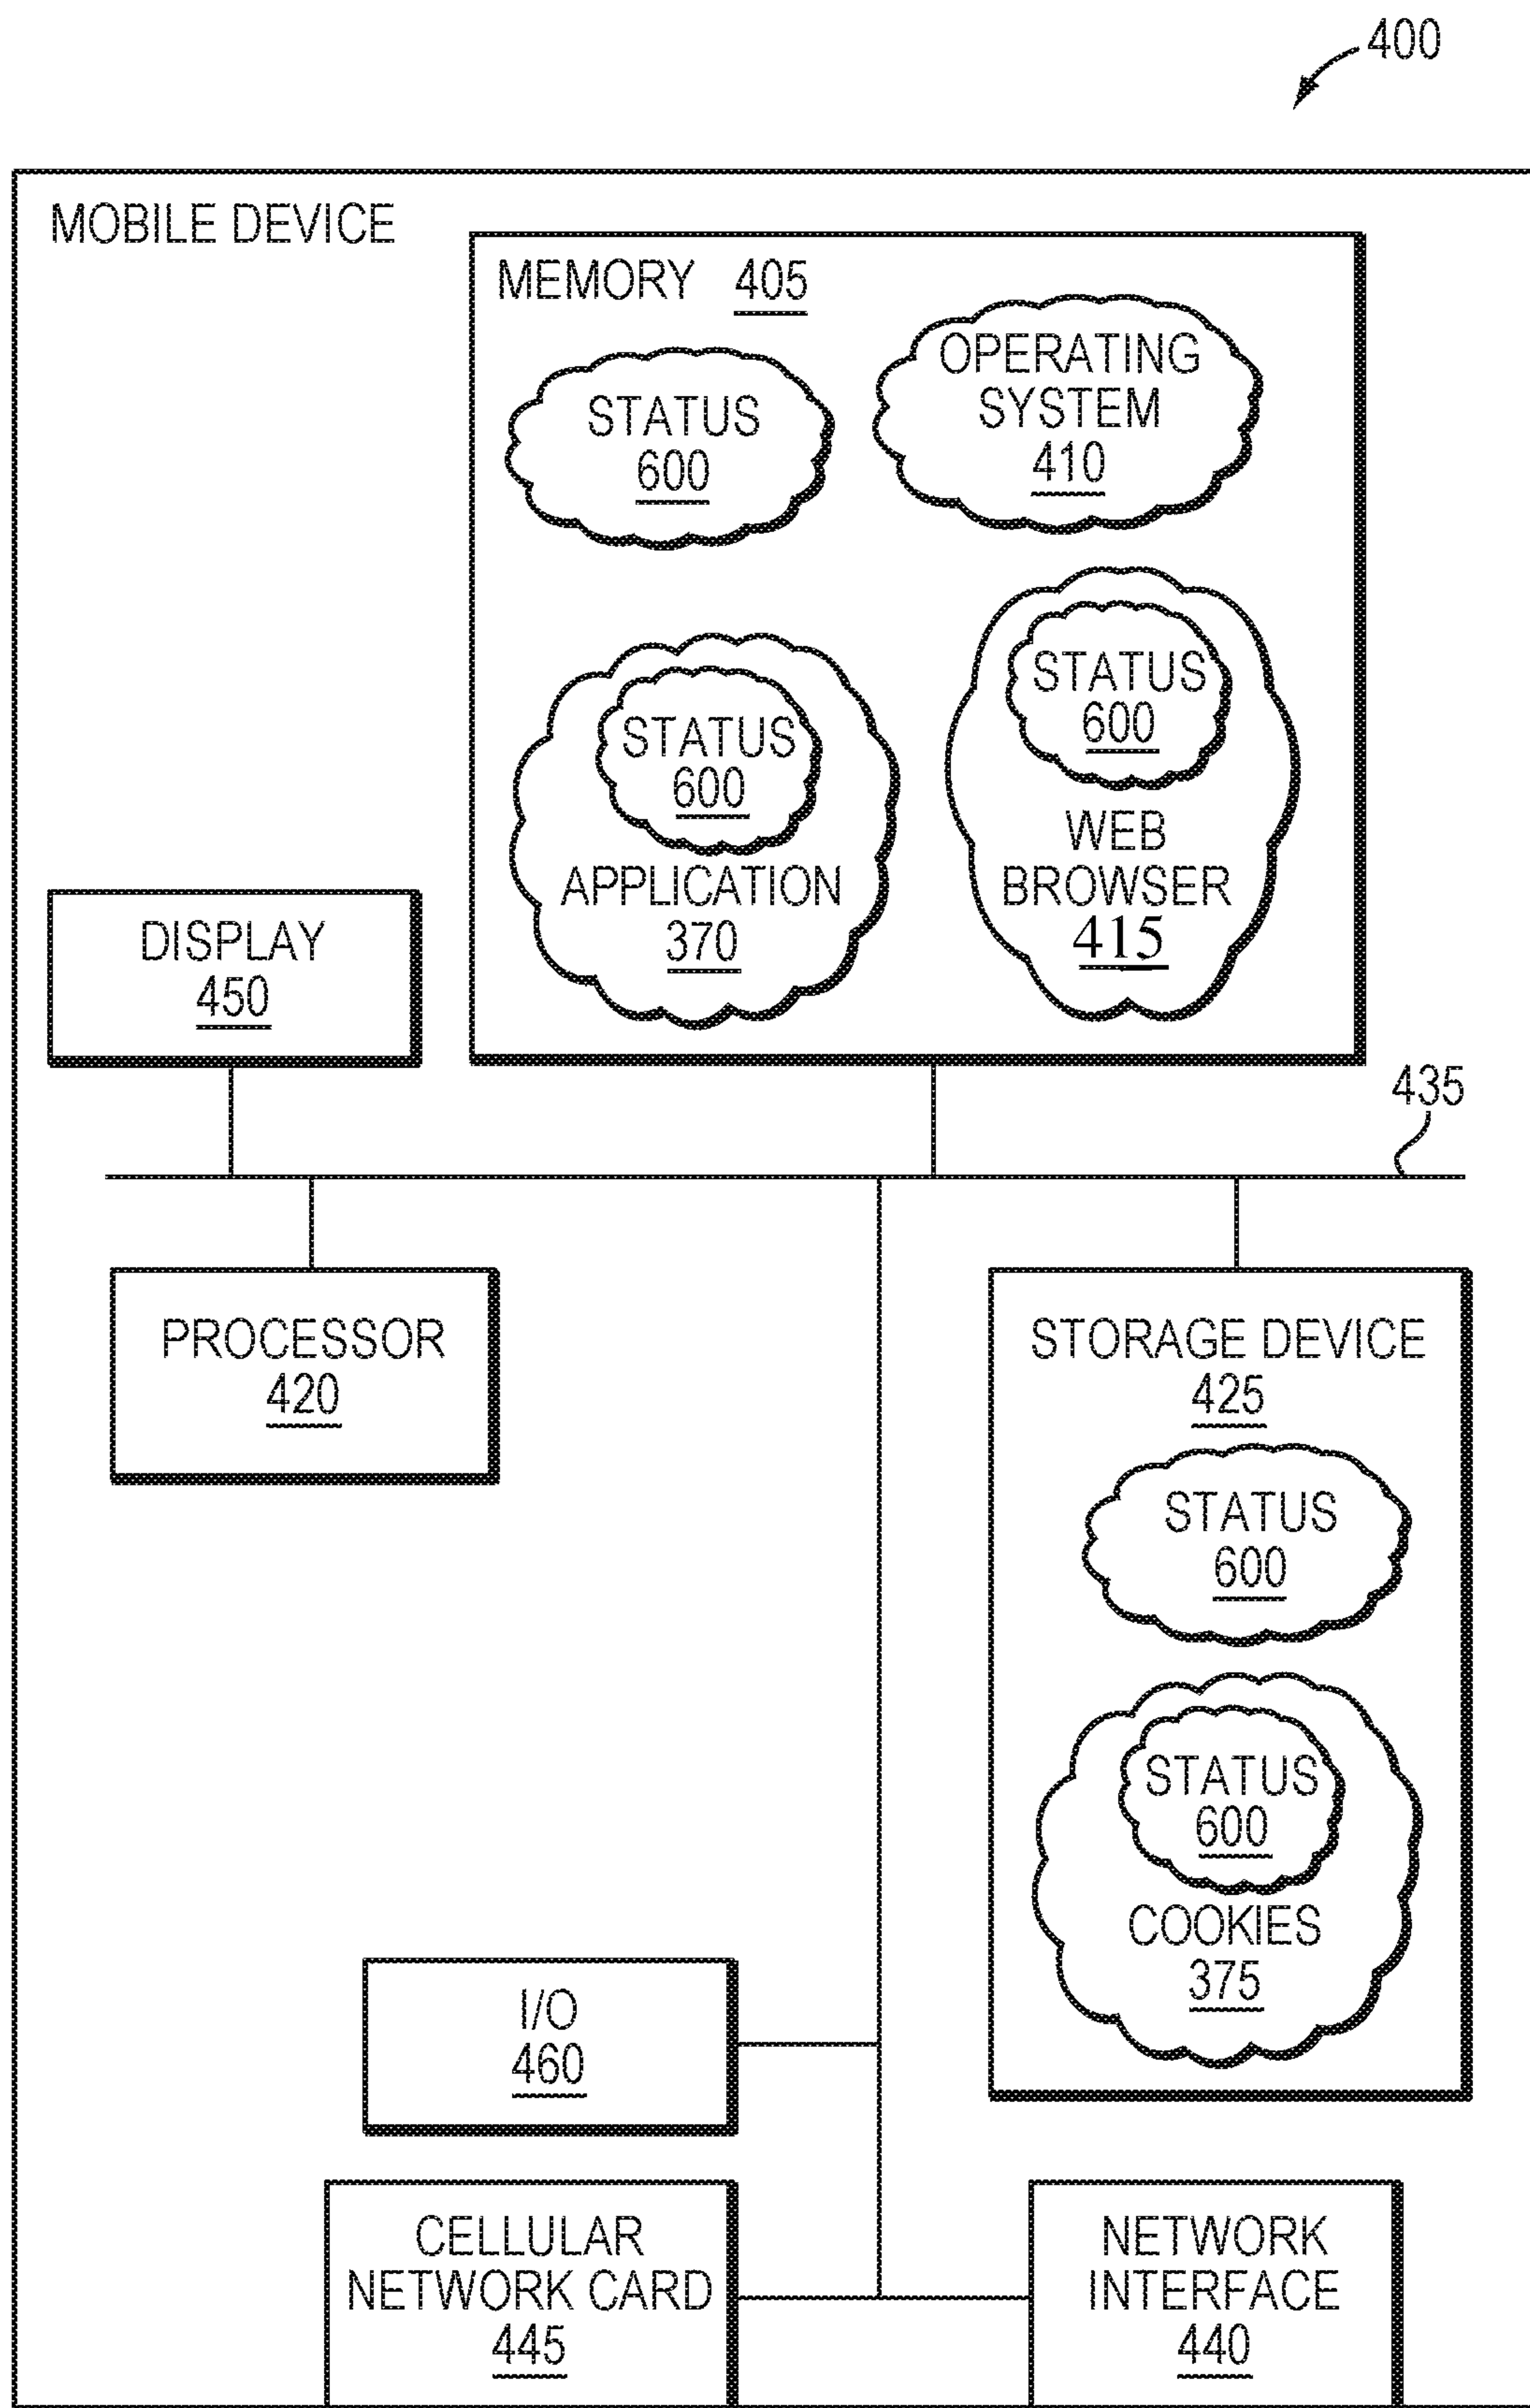 400
MOBILE DEVICE
MEMORY 405
STATUS
600
OPERATING
SYSTEM
410
STATUS
600
APPLICATION
370
STATUS
600
WEB
BROWSER
415
DISPLAY
450
435
PROCESSOR
420
STORAGE DEVICE
425
STATUS
600
STATUS
600
COOKIES
375
I/O
460
CELLULAR
NETWORK CARD
445
NETWORK
INTERFACE
440